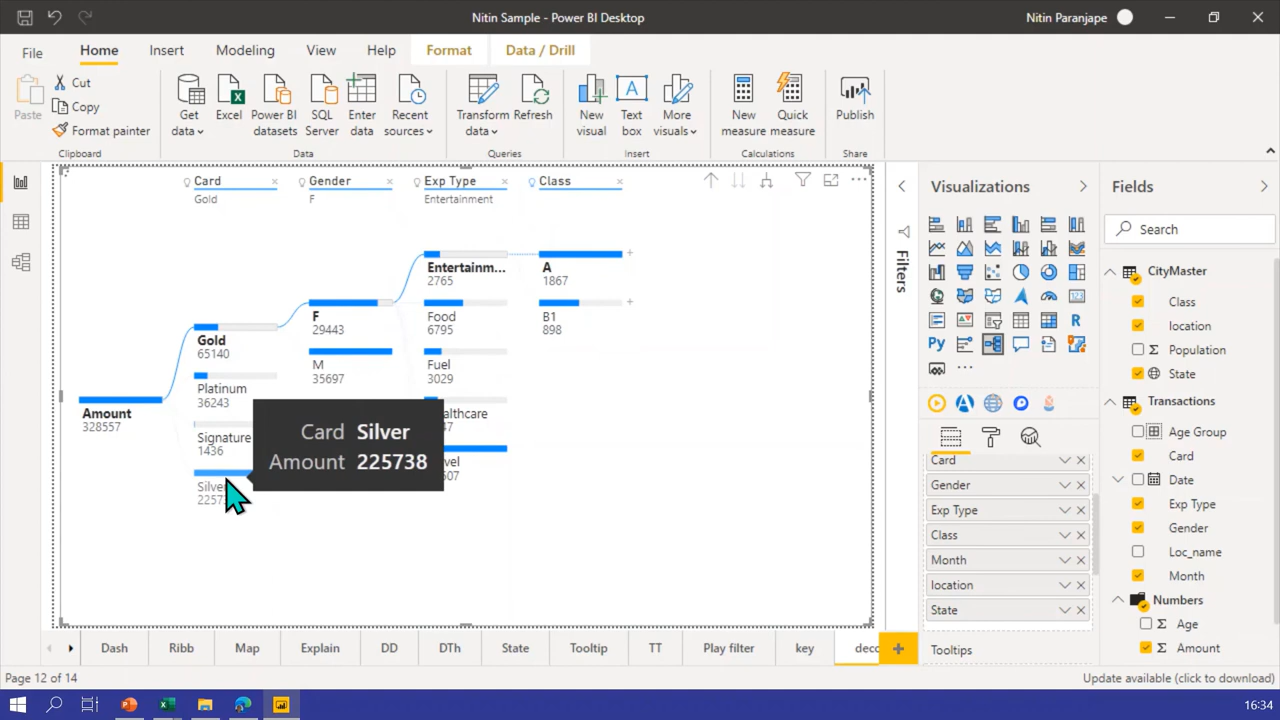 Nitin Sample - Power BI Desktop
Nitin Paranjape
File
Home
Insert
Modeling
View
Help
Format
Data / Drill
Paste
Cut
Copy
Format painter
Clipboard
Get data
Excel
Power BI datasets
SQL Server
Enter data
Recent sources
Data
Transform data
Refresh
Queries
New visual
Text box
More visuals
Insert
New measure
Quick measure
Calculations
Publish
Share
Card
Gold
Gender
F
Exp Type
Entertainment
Class
Amount
328557
Gold
65140
Platinum
36243
Signature
1436
F
29443
M
35697
Entertainm...
2765
Food
6795
Fuel
3029
A
1867
B1
898
Card Silver
Amount 225738
Filters
Visualizations
Card
Gender
Exp Type
Class
Month
location
State
Tooltips
Fields
Search
CityMaster
Class
location
Population
State
Transactions
Age Group
Card
Date
Exp Type
Gender
Loc_name
Month
Numbers
Age
Amount
Dash
Ribb
Map
Explain
DD
DTh
State
Tooltip
TT
Play filter
key
Page 12 of 14
Update available (click to download)
16:34